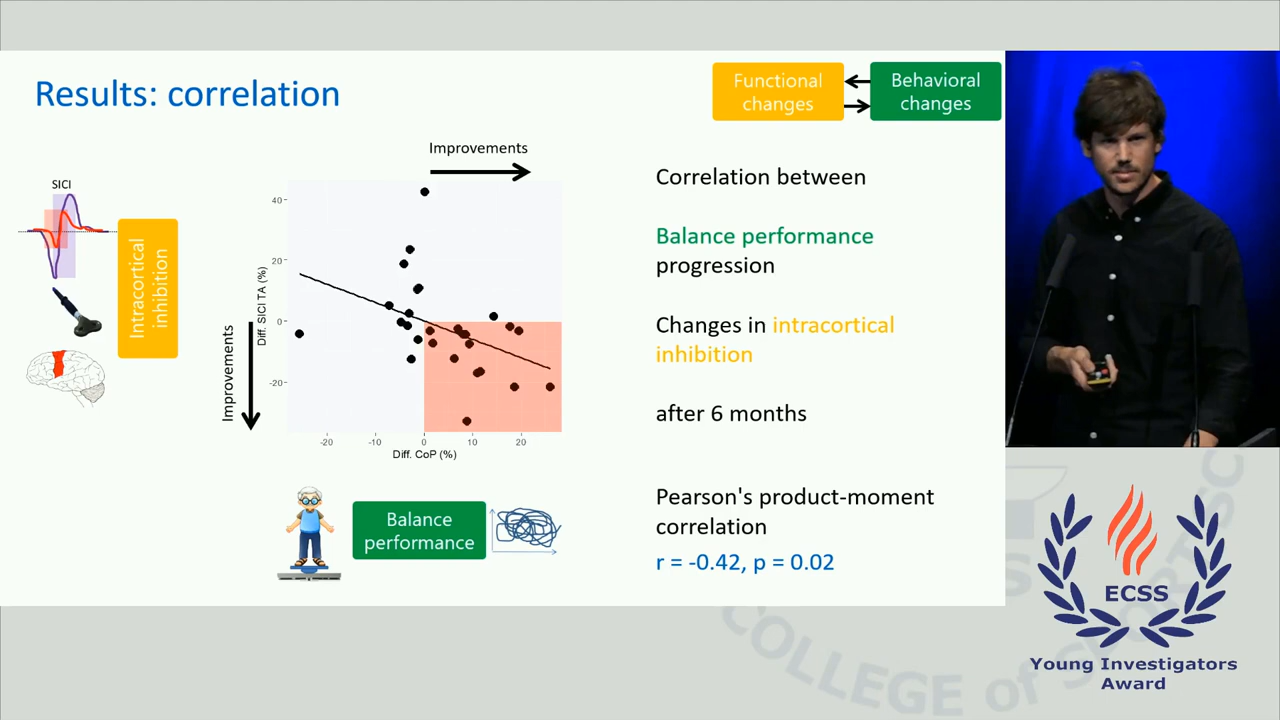 Results: correlation
Functional
changes
Behavioral
changes
Improvements
SICI
Intracortical
inhibition
Improvements
Diff. SICI TA (%)
40
20
0
-20
-20
-10
0
10
20
Diff. CoP (%)
Balance
performance
Correlation between
Balance performance
progression
Changes in intracortical
inhibition
after 6 months
Pearson's product-moment
correlation
r = -0.42, p = 0.02
ECSS
Young Investigators
Award
COLLEGE of